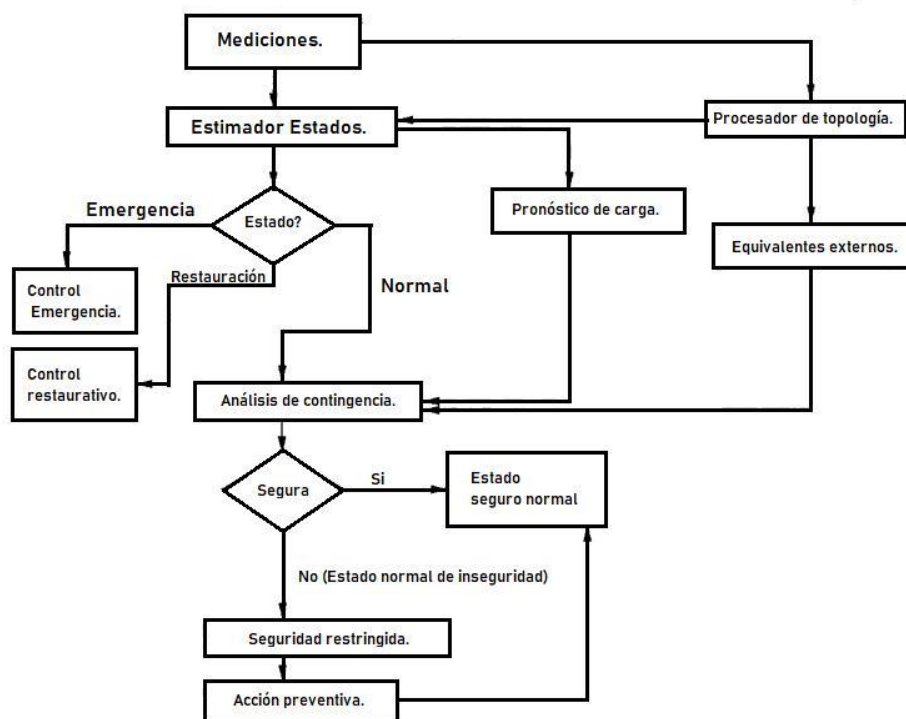 Mediciones.
Estimador Estados.
Procesador de topología.
Emergencia
Estado?
Pronóstico de carga.
Equivalentes externos.
Restauración
Normal
Control
Emergencia.
Control
restaurativo.
Análisis de contingencia.
Segura
Si
Estado
seguro normal
No (Estado normal de inseguridad)
Seguridad restringida.
Acción preventiva.